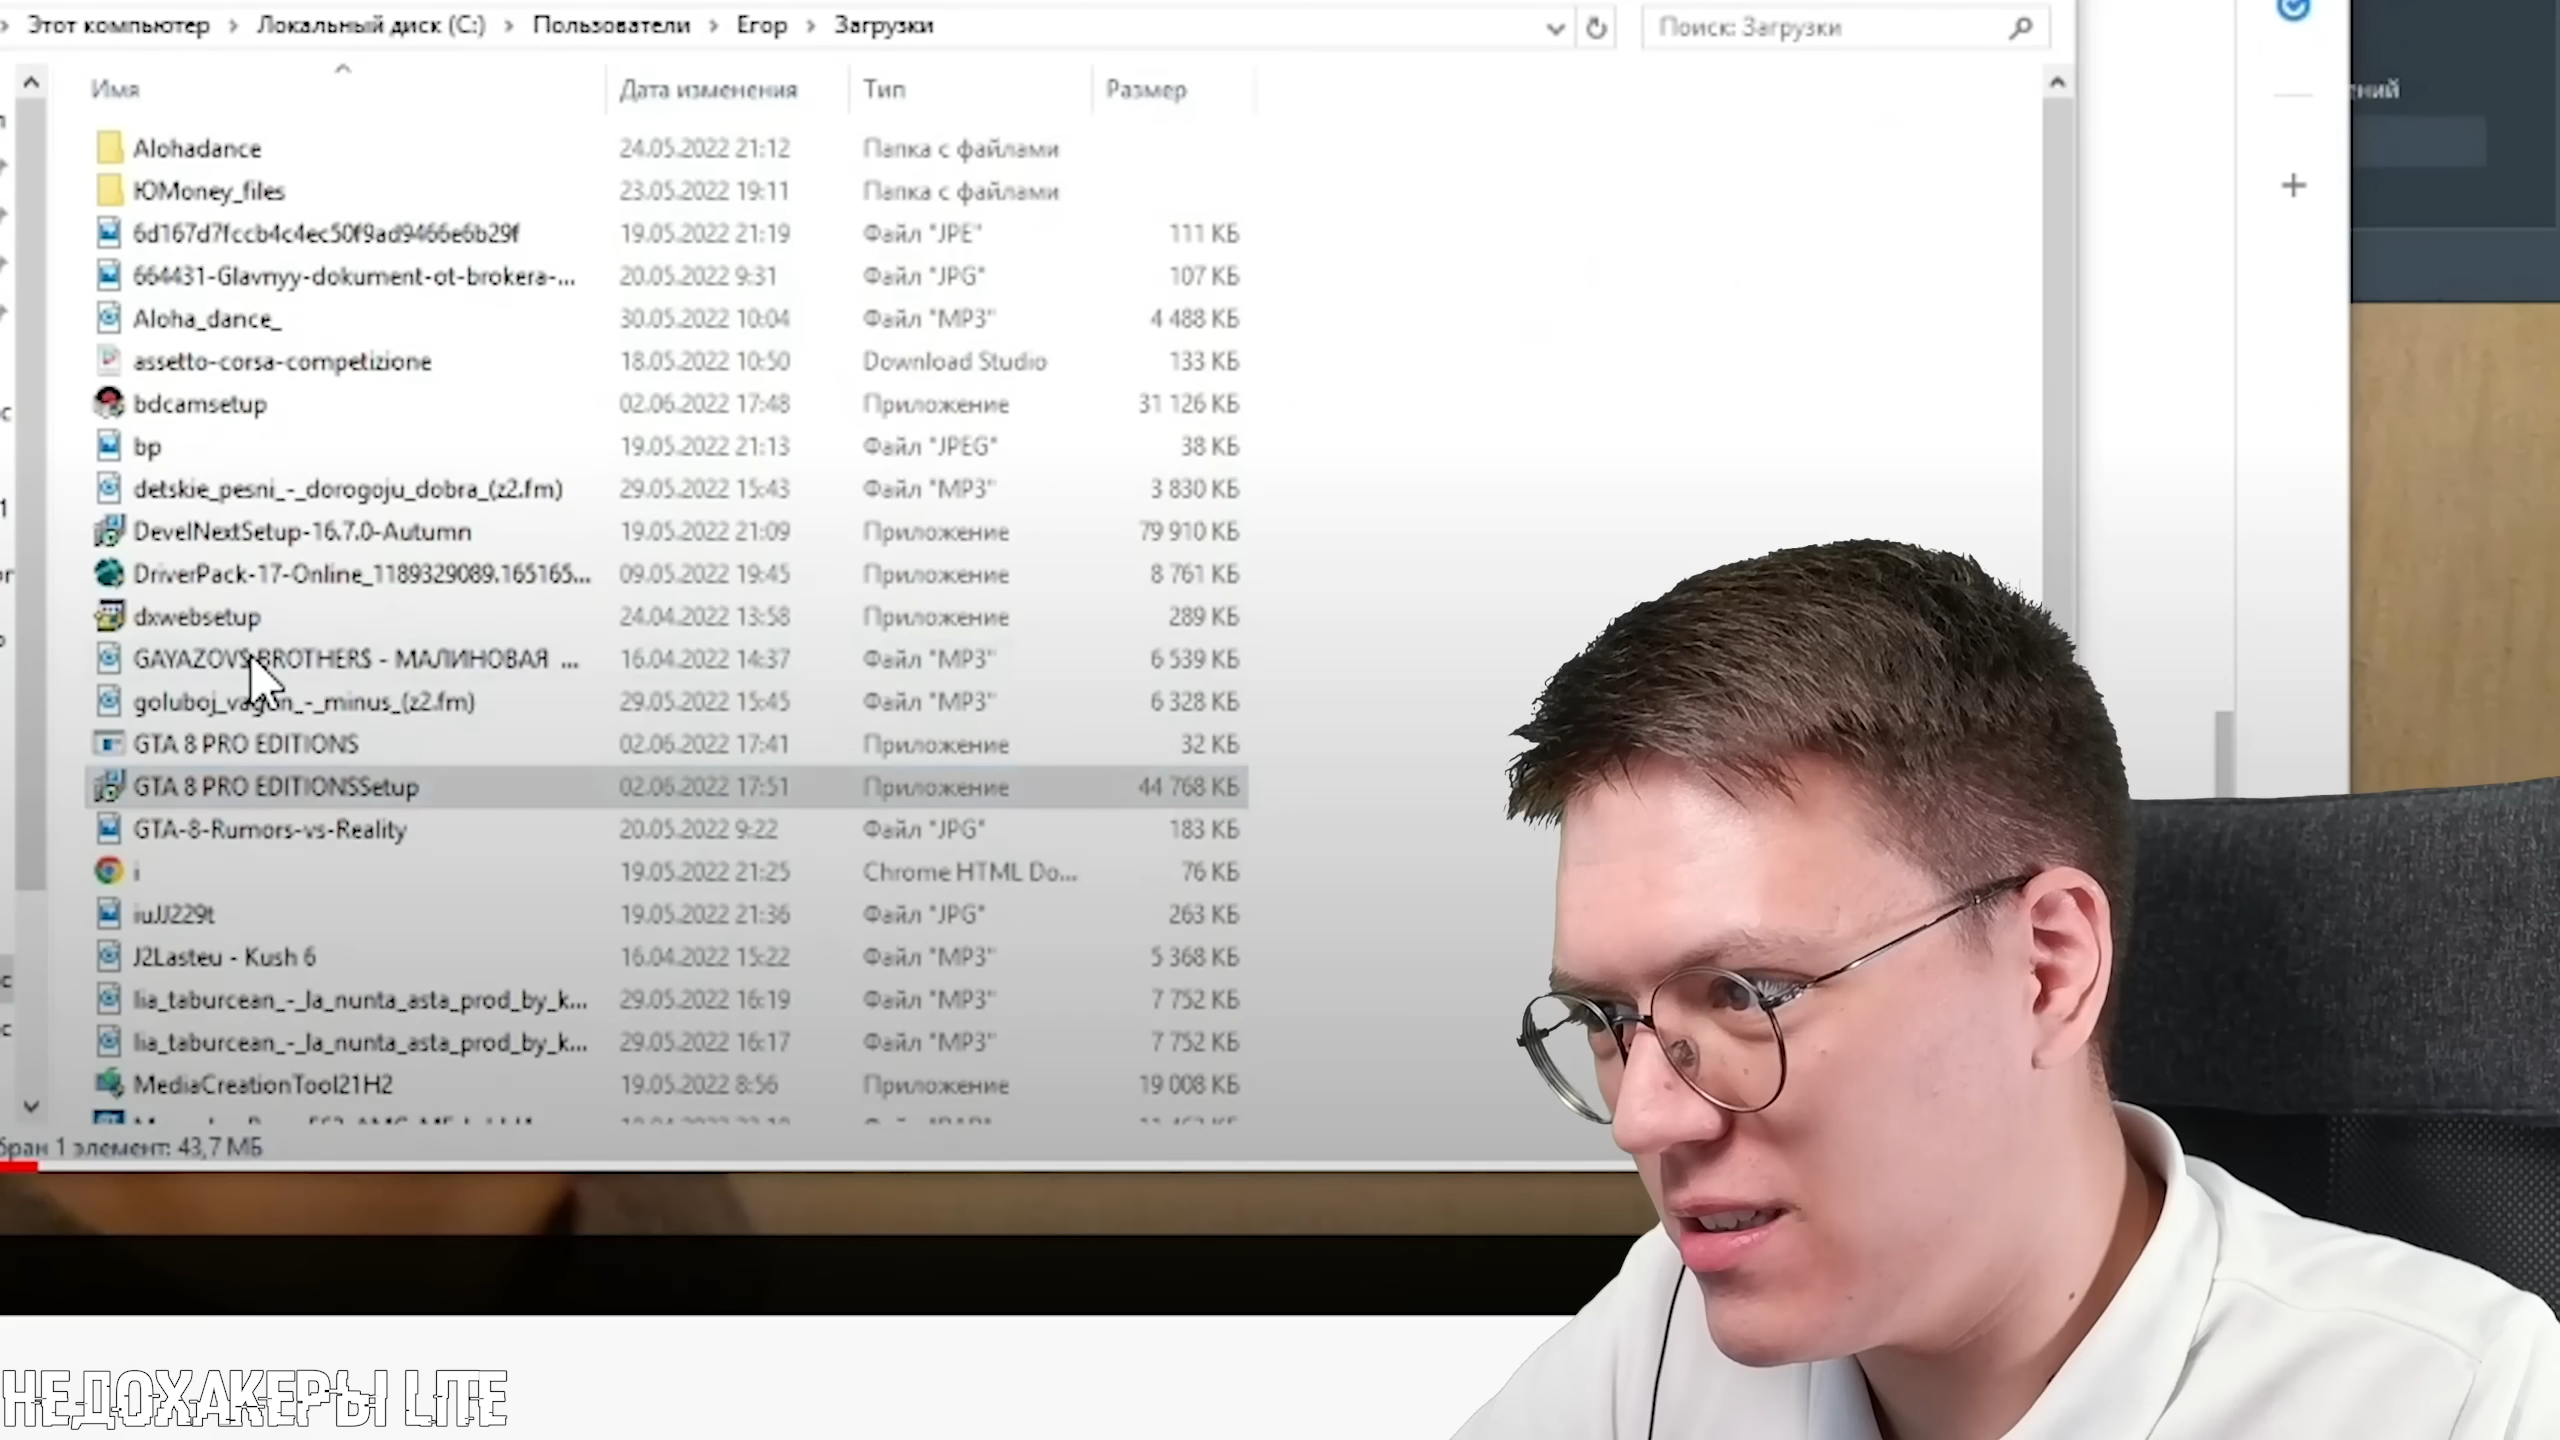 Этот компьютер > Локальный диск (C:) > Пользователи > Егор > Загрузки
Поиск: Загрузки
Имя Дата изменения Тип Размер
Alohadance 24.05.2022 21:12 Папка с файлами
ЮMoney_files 23.05.2022 19:11 Папка с файлами
6d167d7fccb4c4ec50f9ad9466e6b29f 19.05.2022 21:19 Файл "JPE" 111 КБ
664431-Glavnyy-dokument-ot-brokera-... 20.05.2022 9:31 Файл "JPG" 107 КБ
Aloha_dance_ 30.05.2022 10:04 Файл "MP3" 4 488 КБ
assetto-corsa-competizione 18.05.2022 10:50 Download Studio 133 КБ
bdcamsetup 02.06.2022 17:48 Приложение 31 126 КБ
bp 19.05.2022 21:13 Файл "JPEG" 38 КБ
detskie_pesni_-_dorogoju_dobra_(z2.fm) 29.05.2022 15:43 Файл "MP3" 3 830 КБ
DevelNextSetup-16.7.0-Autumn 19.05.2022 21:09 Приложение 79 910 КБ
DriverPack-17-Online_1189329089.165165... 09.05.2022 19:45 Приложение 8 761 КБ
dxwebsetup 24.04.2022 13:58 Приложение 289 КБ
GAYAZOV$ BROTHER$ - МАЛИНОВАЯ ... 16.04.2022 14:37 Файл "MP3" 6 539 КБ
goluboj_vagon_-_minus_(z2.fm) 29.05.2022 15:45 Файл "MP3" 6 328 КБ
GTA 8 PRO EDITIONS 02.06.2022 17:41 Приложение 32 КБ
GTA 8 PRO EDITIONSSetup 02.06.2022 17:51 Приложение 44 768 КБ
GTA-8-Rumors-vs-Reality 20.05.2022 9:22 Файл "JPG" 183 КБ
i 19.05.2022 21:25 Chrome HTML Do... 76 КБ
iuJJ229t 19.05.2022 21:36 Файл "JPG" 263 КБ
J2Lasteu - Kush 6 16.04.2022 15:22 Файл "MP3" 5 368 КБ
lia_taburcean_-_la_nunta_asta_prod_by_k... 29.05.2022 16:19 Файл "MP3" 7 752 КБ
lia_taburcean_-_la_nunta_asta_prod_by_k... 29.05.2022 16:17 Файл "MP3" 7 752 КБ
MediaCreationTool21H2 19.05.2022 8:56 Приложение 19 008 КБ
бран 1 элемент: 43,7 МБ
НЕДОХАКЕРЫ LITE